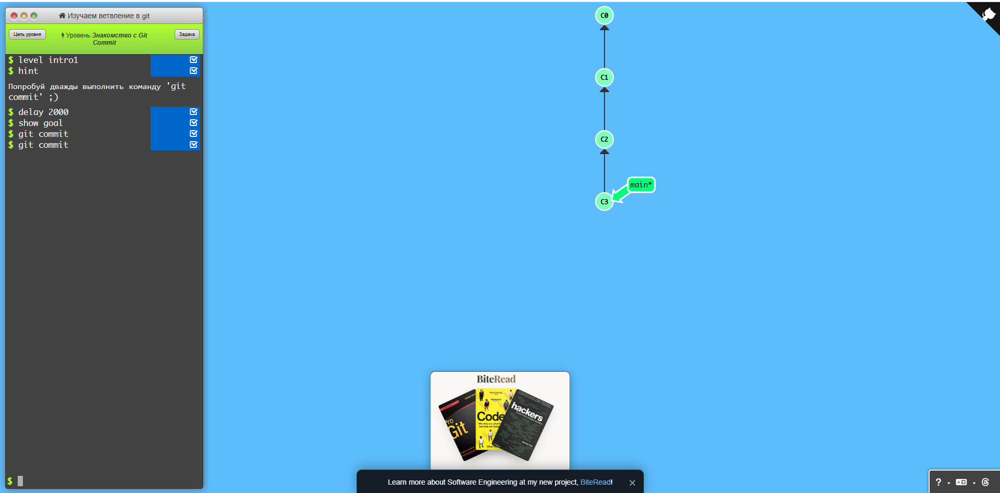 Изучаем ветвление в git
Цель уровня
Уровень Знакомство с Git
Commit
Задача
$ level intro1
$ hint
Попробуй дважды выполнить команду 'git
commit' ;)
$ delay 2000
$ show goal
$ git commit
$ git commit
$
C0
C1
C2
main*
C3
BiteRead
Pro
Git
Code
hackers
Learn more about Software Engineering at my new project, BiteRead!
?